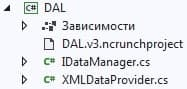 DAL
Зависимости
DAL.v3.ncrunchproject
C# IDataManager.cs
C# XMLDataProvider.cs